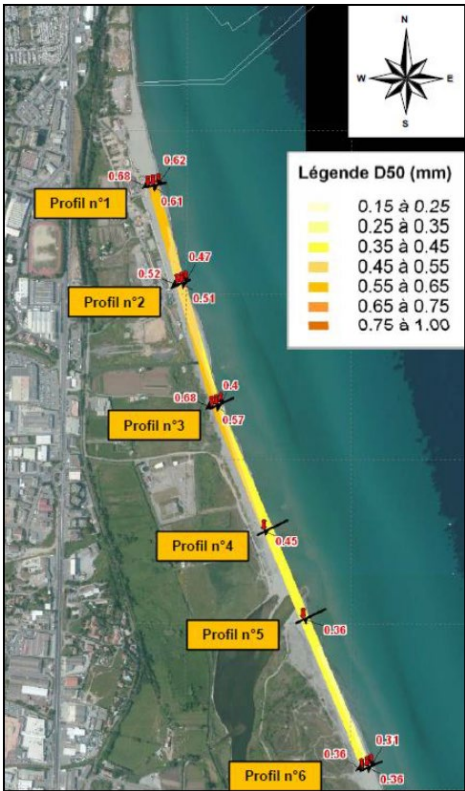 N
W
E
S
Légende D50 (mm)
0.15 à 0.25
0.25 à 0.35
0.35 à 0.45
0.45 à 0.55
0.55 à 0.65
0.65 à 0.75
0.75 à 1.00
0.68
0.62
0.61
Profil n°1
0.47
0.52
0.51
Profil n°2
0.4
0.68
0.57
Profil n°3
0.45
Profil n°4
0.36
Profil n°5
0.31
0.36
0.36
Profil n°6